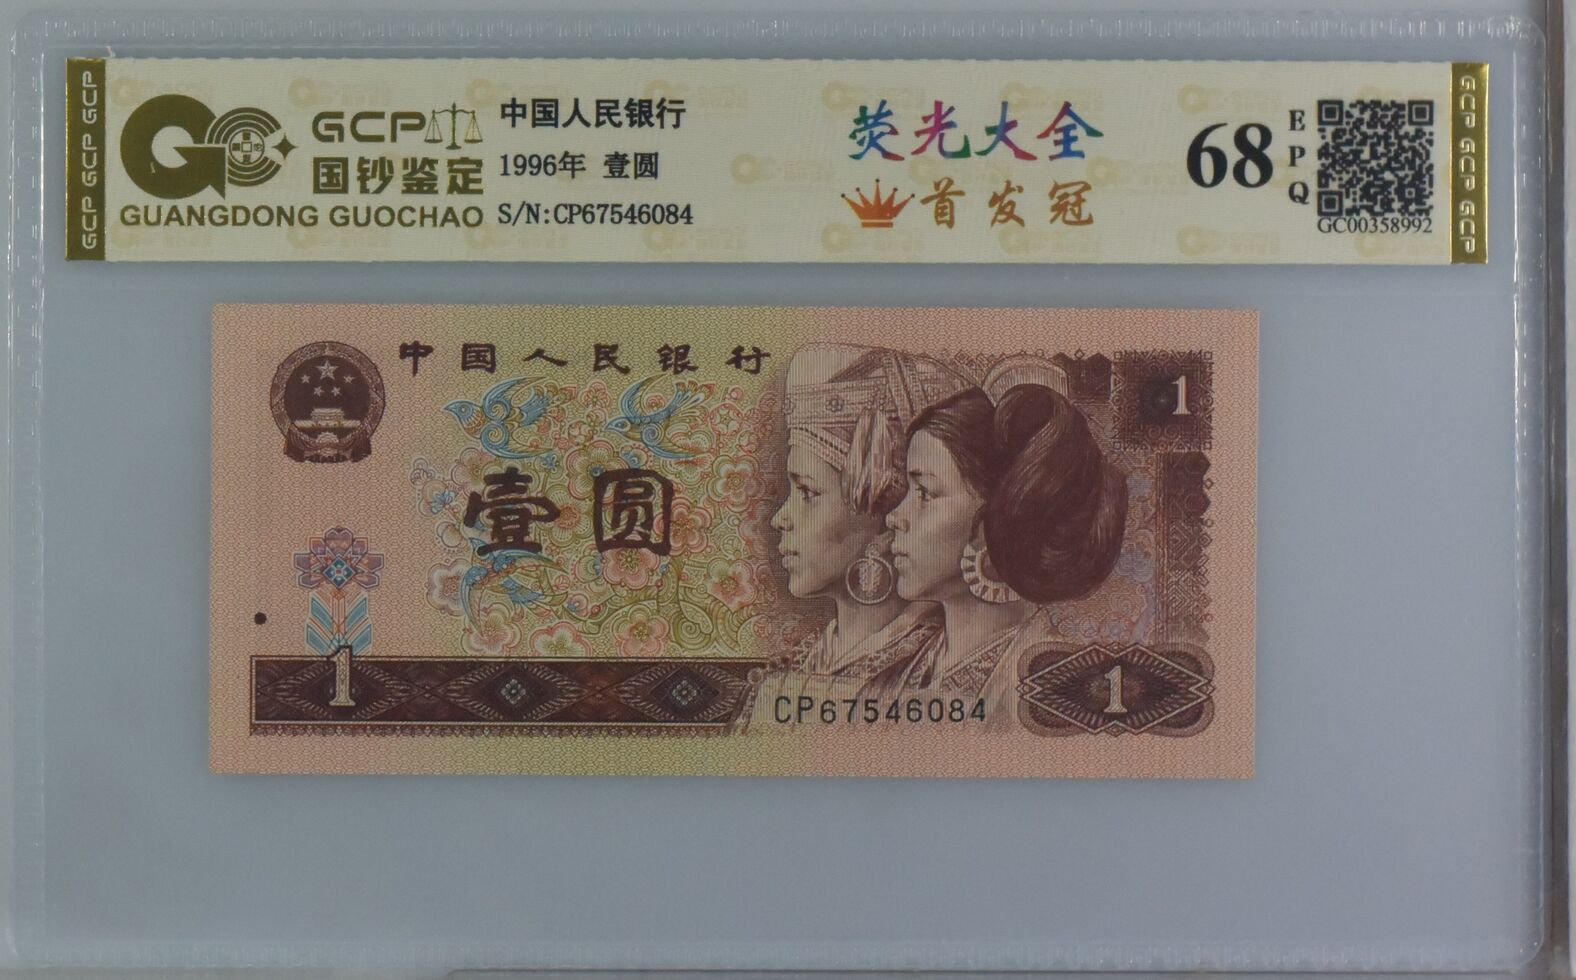 GCP GCP GCP
GCP
国钞鉴定
GUANGDONG GUOCHAO
中国人民银行
1996年 壹圆
S/N:CP67546084
荧光大全
首发冠
68
EPQ
GC00358992
GCP GCP GCP
中国人民银行
1
壹圆
1
CP67546084
1